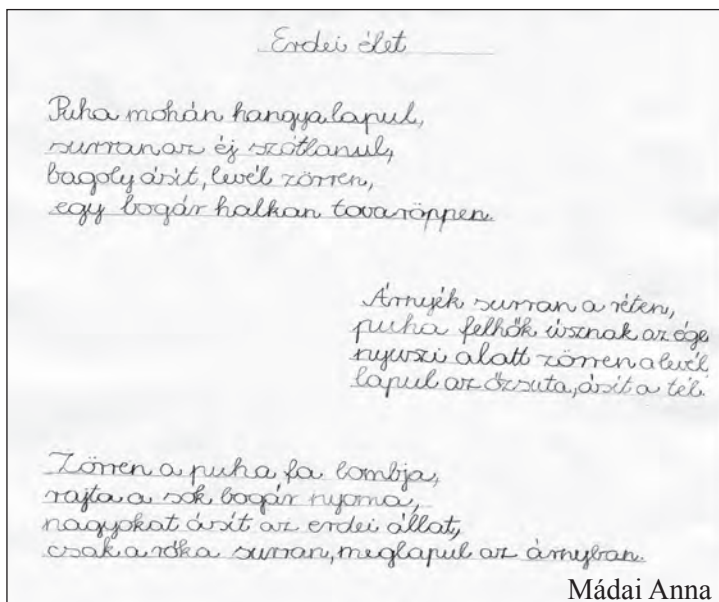 Erdei élet
Puha mohán hangya lapul,
surran az éj szótlanul,
bagoly ásít, levél zörren,
egy bogár halkan tovaröppen.
Árnyék surran a réten,
puha felhők úsznak az ége
nyuszi alatt zörren a levél
lapul az őzsuta, ásít a tél.
Zörren a puha fa lombja,
rajta a sok bogár nyoma,
nagyokat ásít az erdei állat,
csak a róka surran, meglapul az árnyban.
Mádai Anna